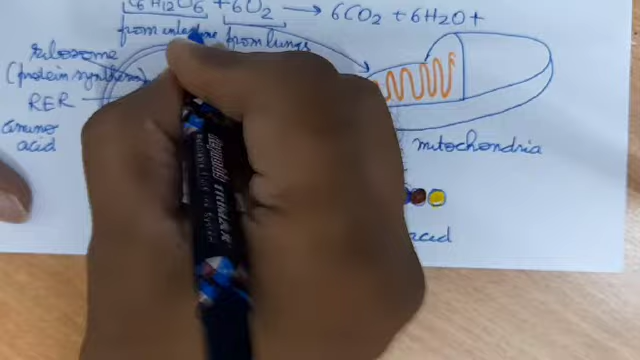 C6H12O6 + 6O2 → 6CO2 + 6H2O +
from intestine from lungs
ribosome
(protein synthesis)
RER
amino
acid
mitochondria
acid